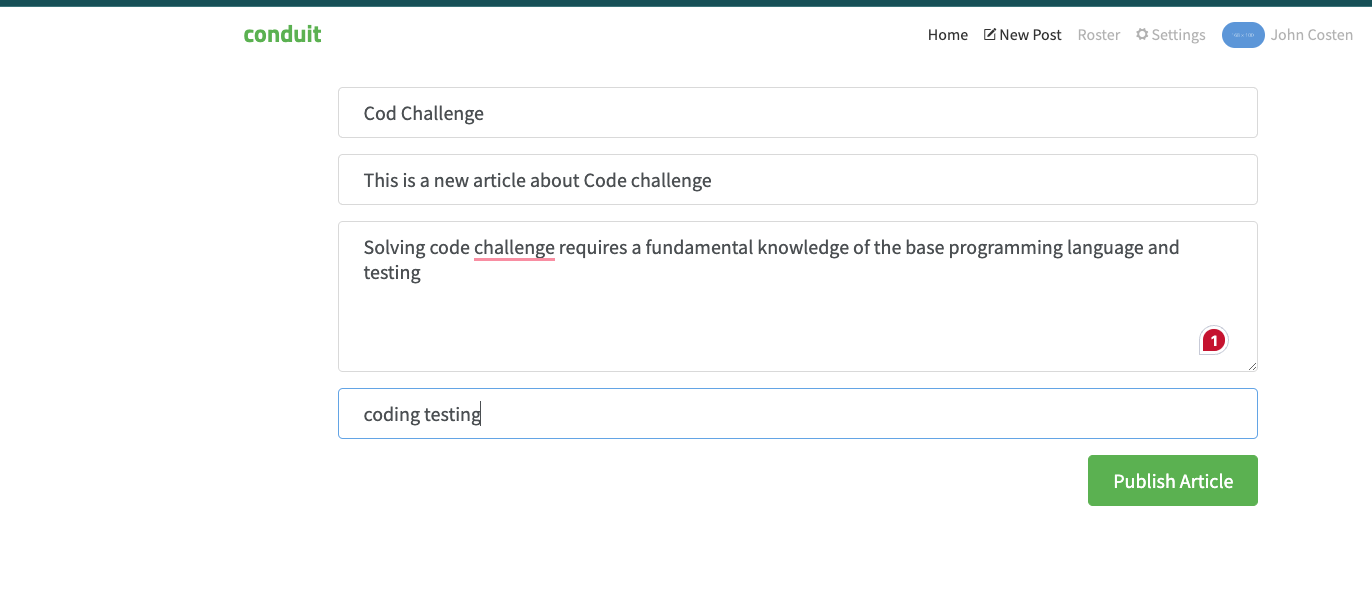 conduit
Home New Post Roster Settings John Costen
Cod Challenge
This is a new article about Code challenge
Solving code challenge requires a fundamental knowledge of the base programming language and
testing
1
coding testing
Publish Article